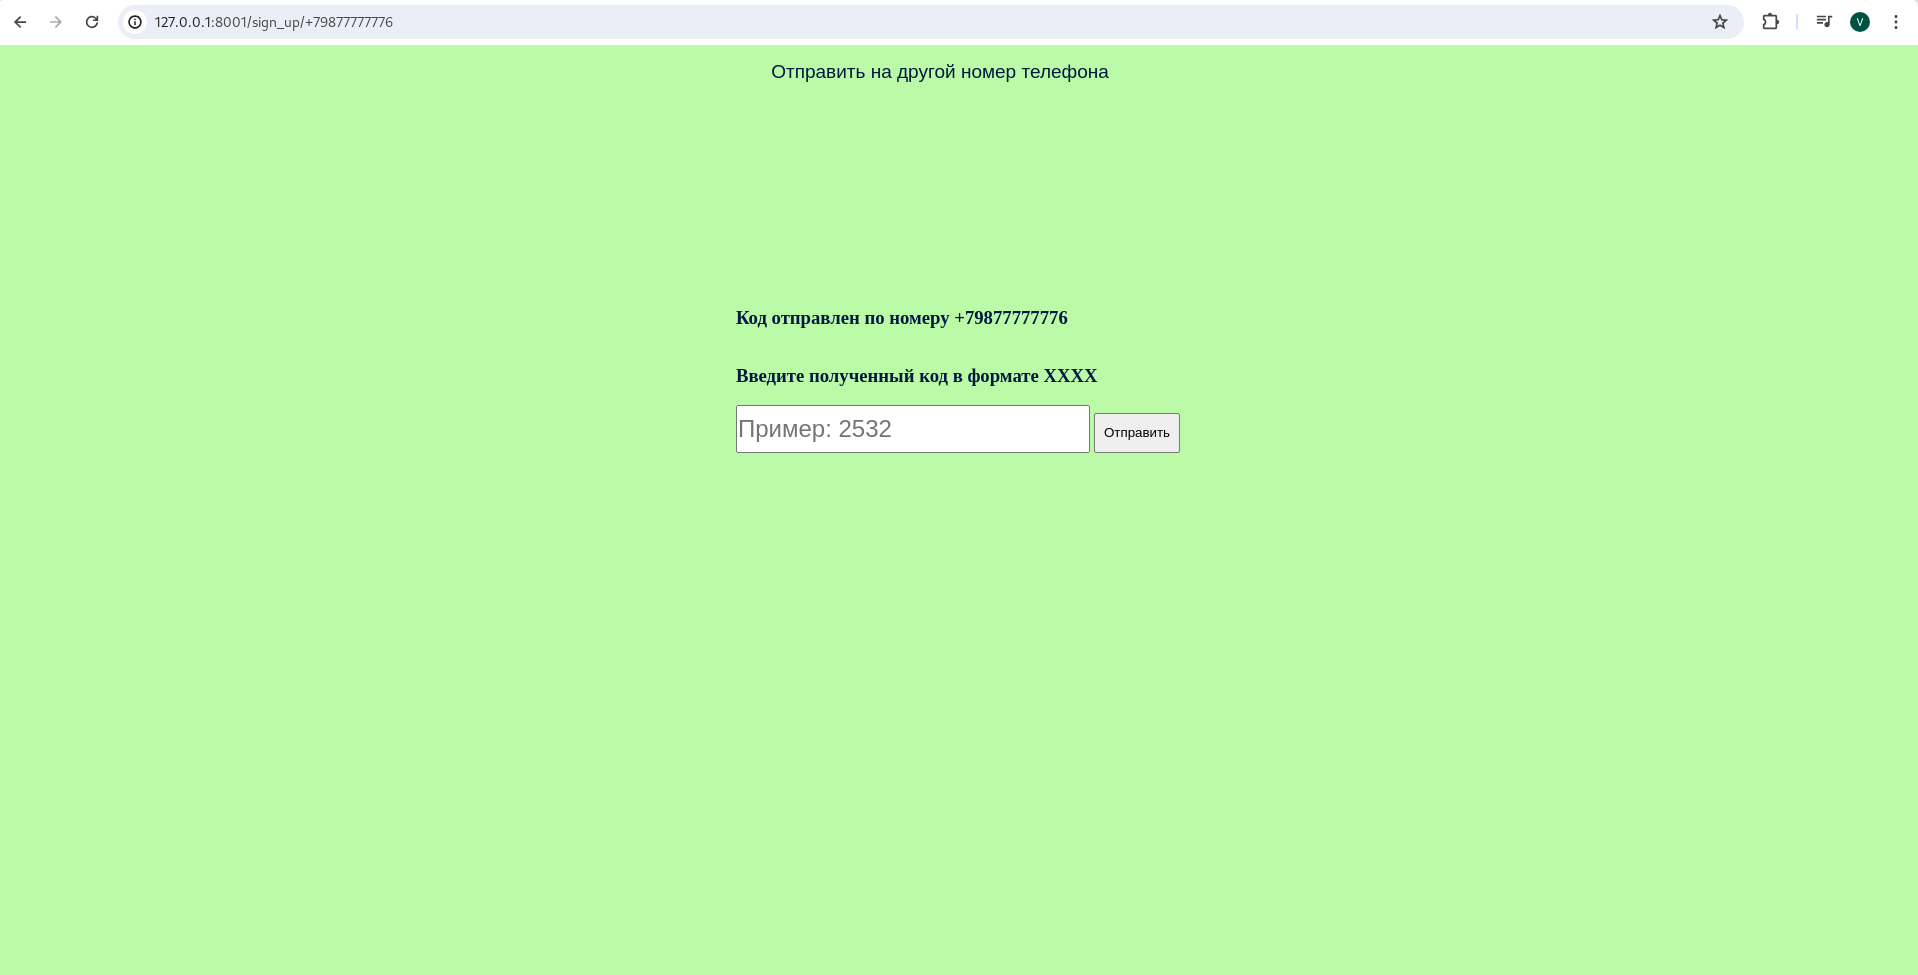 127.0.0.1:8001/sign_up/+79877777776
V
Отправить на другой номер телефона
Код отправлен по номеру +79877777776
Введите полученный код в формате XXXX
Пример: 2532
Отправить